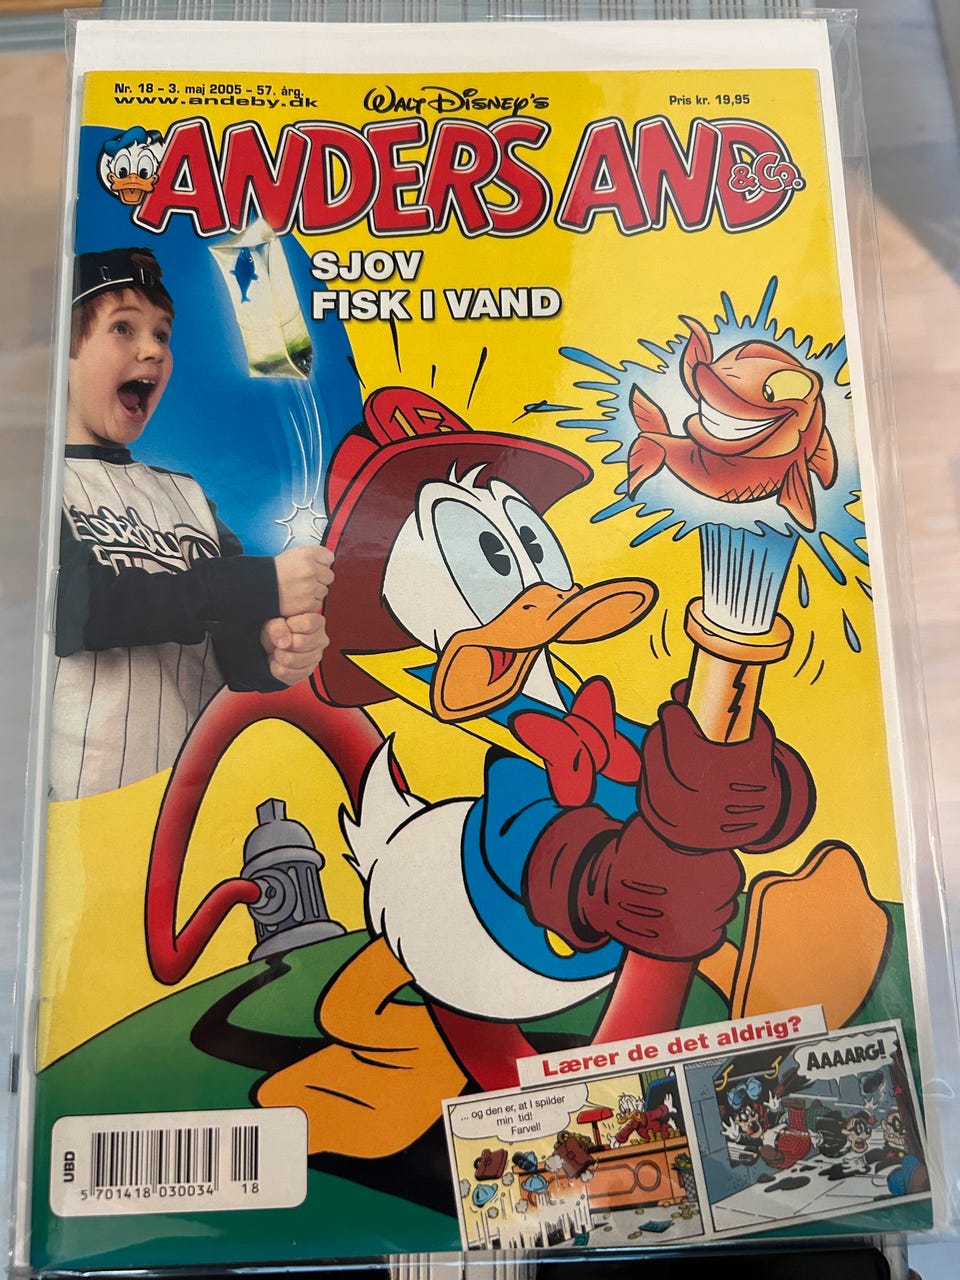 Nr. 18 - 3. maj 2005 - 57. årg.
www.andeby.dk
WALT DISNEY'S
Pris kr. 19,95
ANDERS AND
& Co.
SJOV
FISK I VAND
Lærer de det aldrig?
... og den er, at I spilder
min tid!
Farvel!
AAAARG!
UBD
5 701418 030034 18